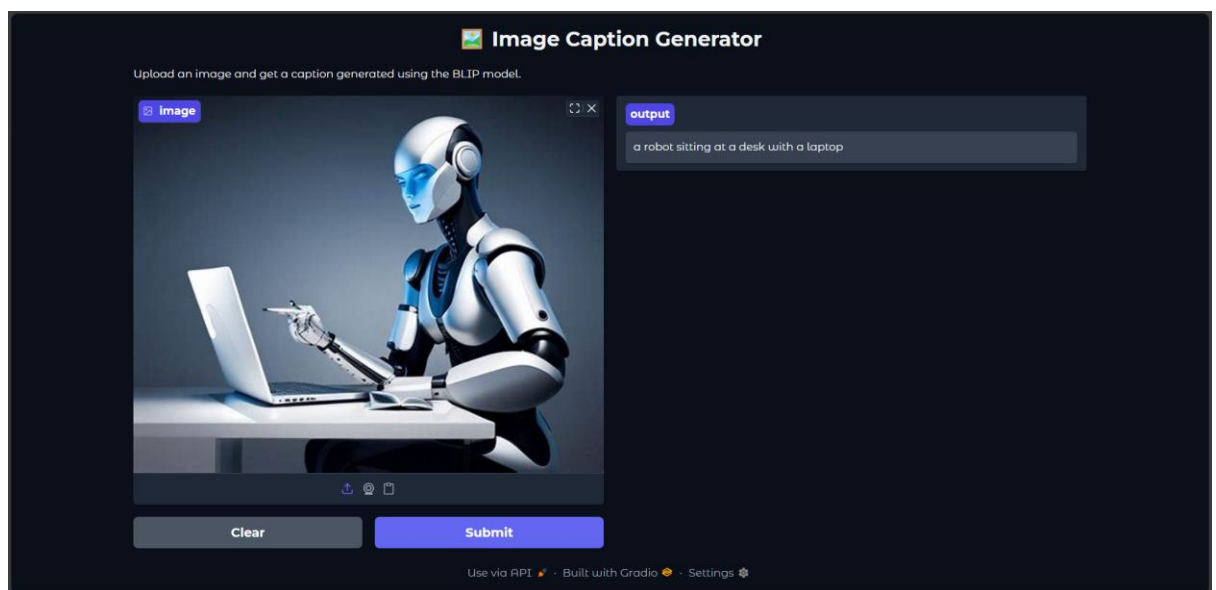 🖼️ Image Caption Generator
Upload an image and get a caption generated using the BLIP model.
image
output
a robot sitting at a desk with a laptop
Clear
Submit
Use via API 🚀 · Built with Gradio · Settings ⚙️